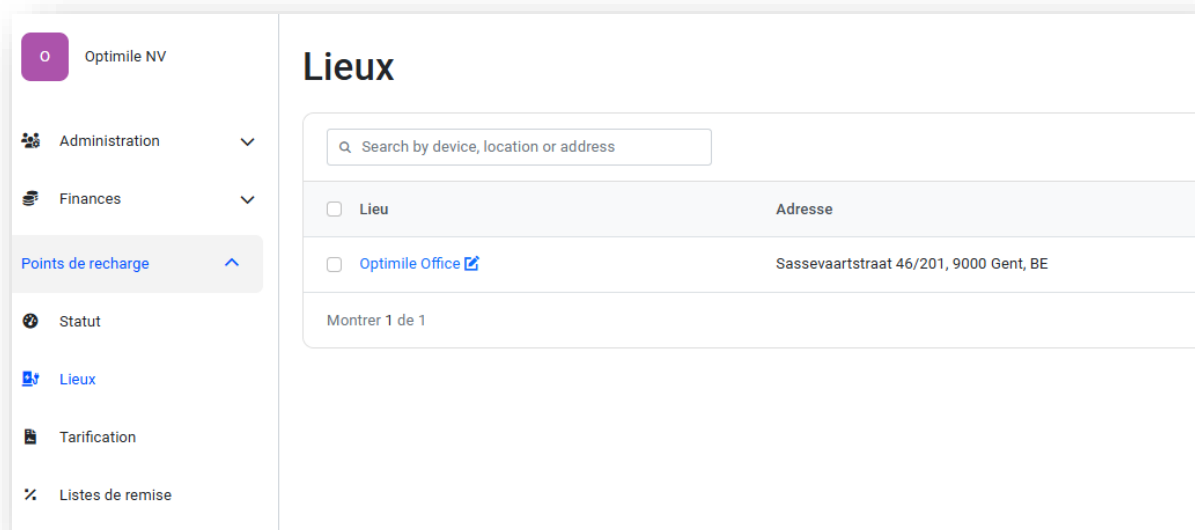 O
Optimile NV
Administration
Finances
Points de recharge
Statut
Lieux
Tarification
Listes de remise
Lieux
Search by device, location or address
Lieu Adresse
Optimile Office Sassevaartstraat 46/201, 9000 Gent, BE
Montrer 1 de 1